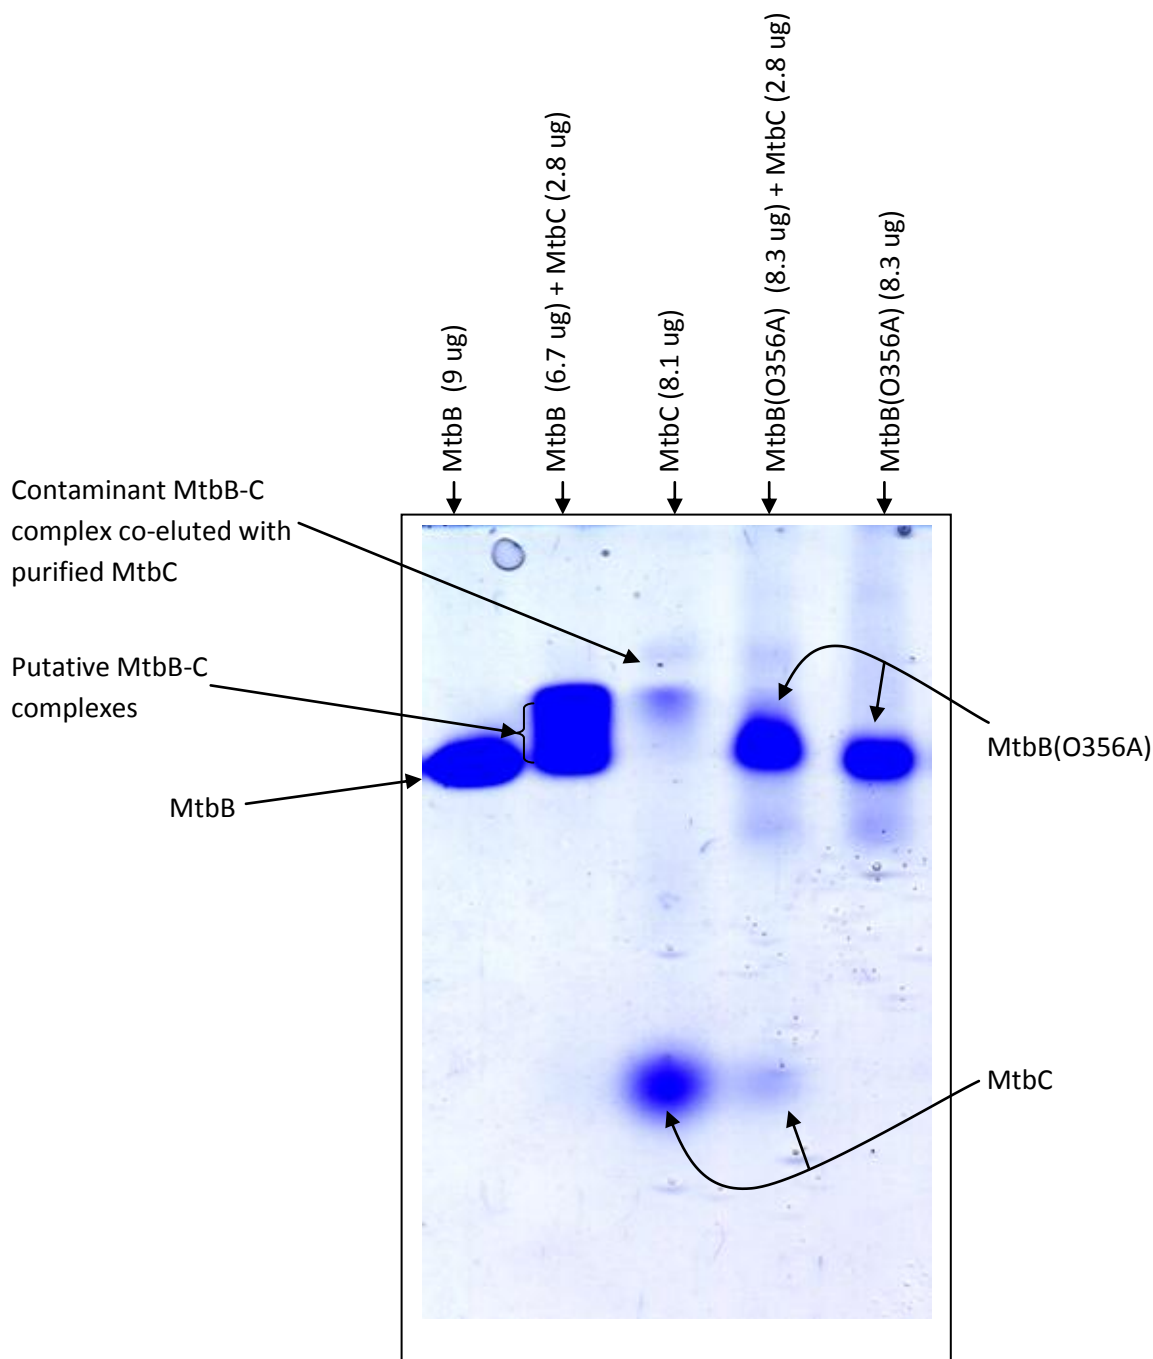 MtbB (9 ug)
MtbB (6.7 ug) + MtbC (2.8 ug)
MtbC (8.1 ug)
MtbB(O356A) (8.3 ug) + MtbC (2.8 ug)
MtbB(O356A) (8.3 ug)
Contaminant MtbB-C
complex co-eluted with
purified MtbC
Putative MtbB-C
complexes
MtbB
MtbB(O356A)
MtbC